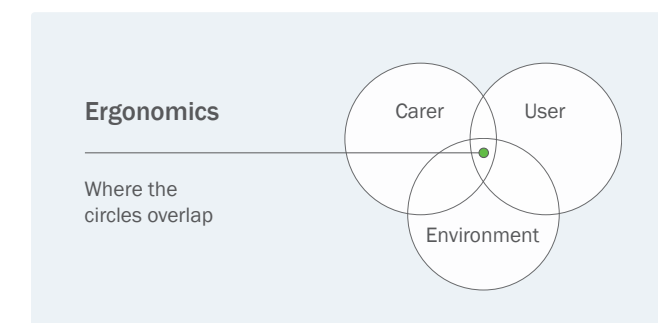 Ergonomics
Where the
circles overlap
Carer
User
Environment